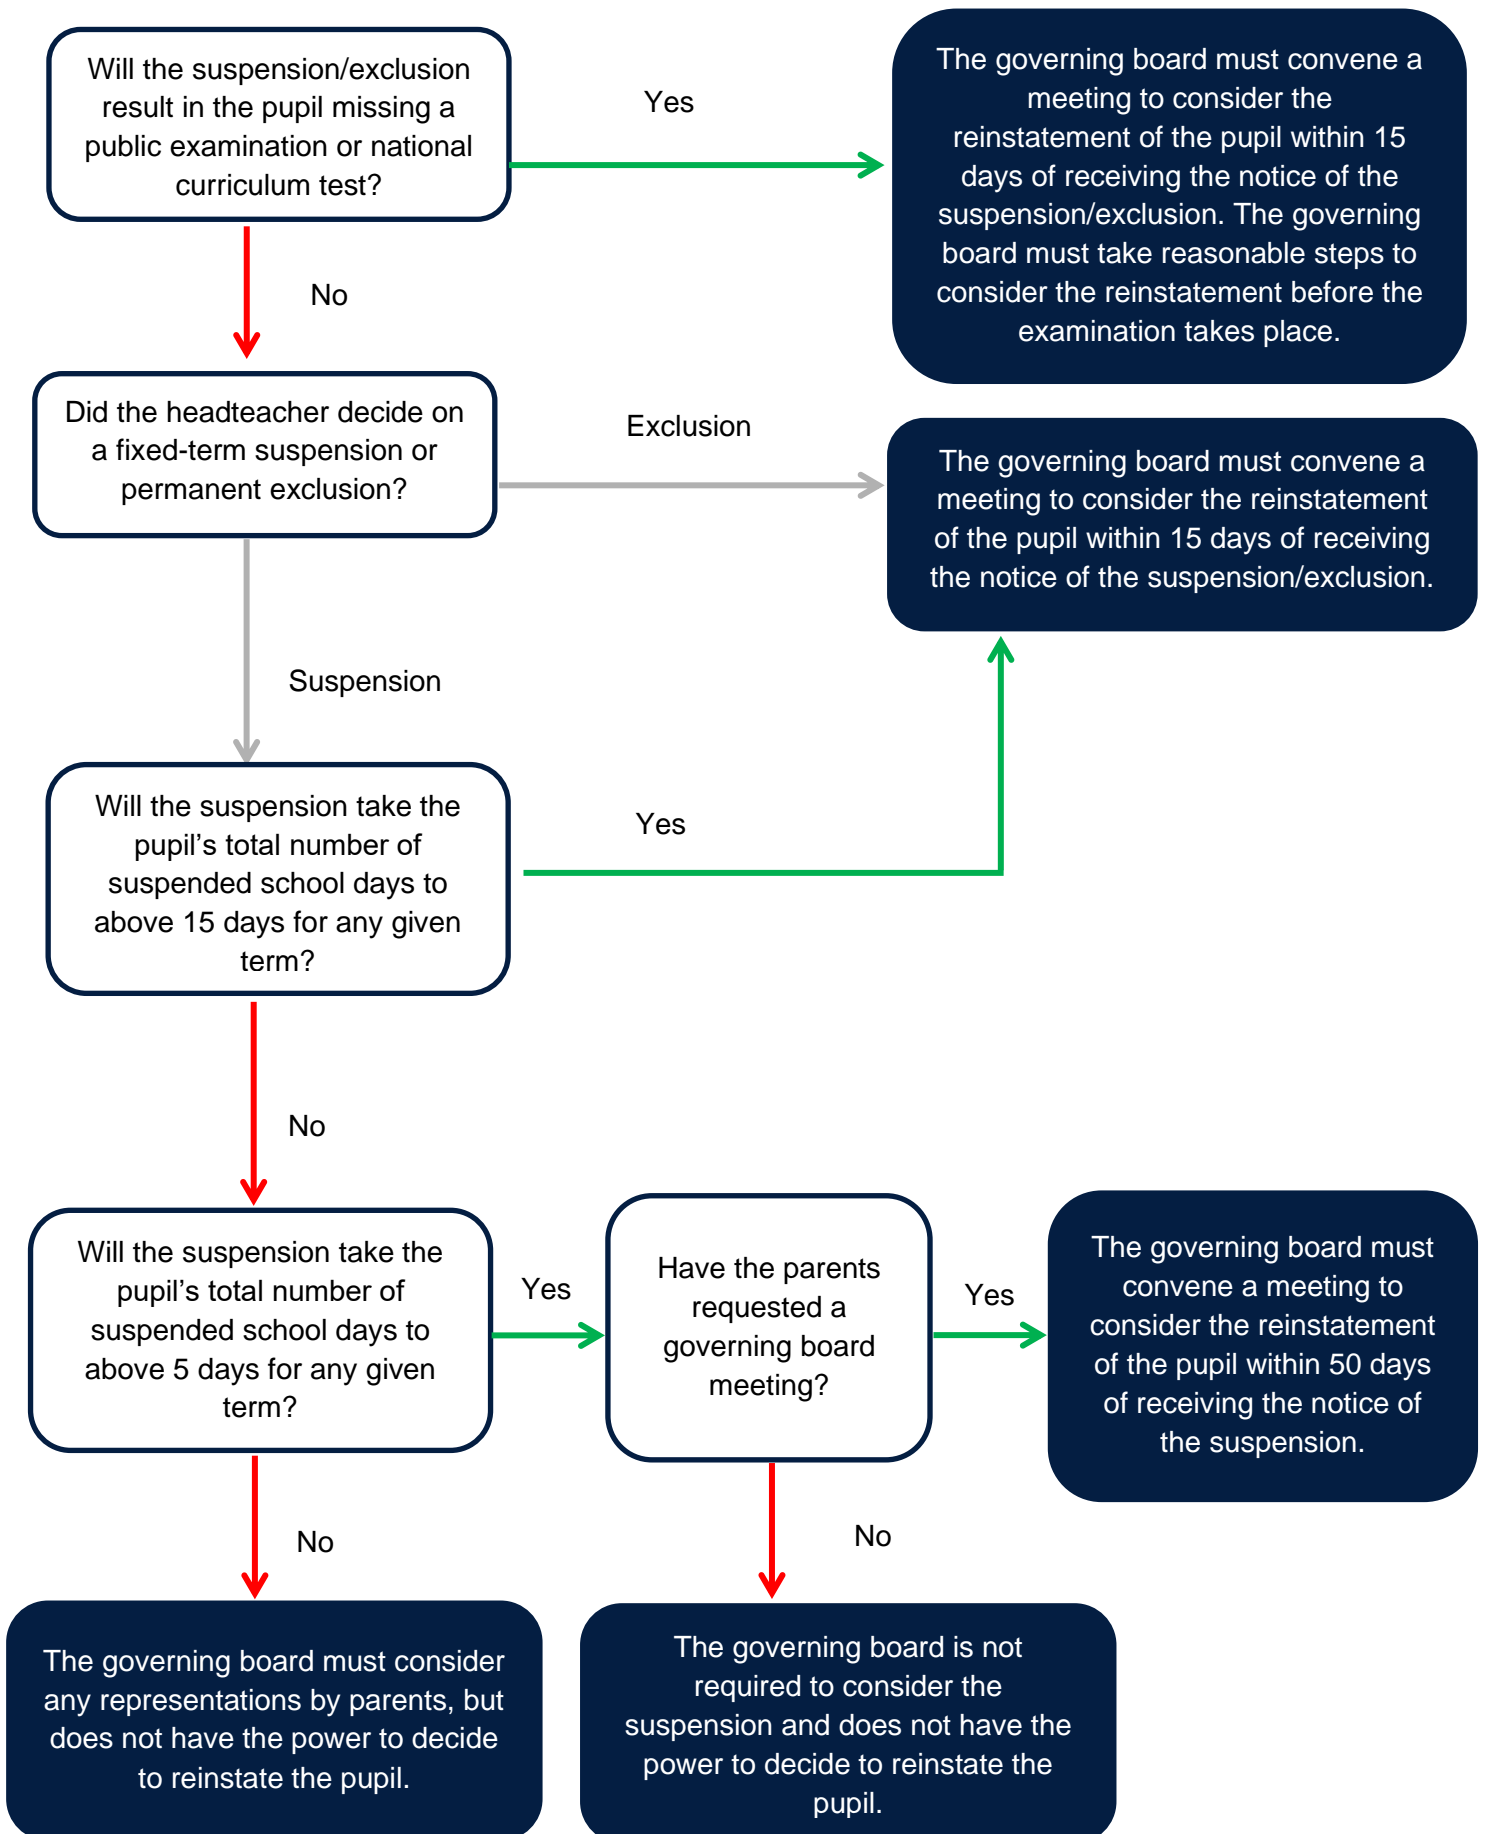 Will the suspension/exclusion
result in the pupil missing a
public examination or national
curriculum test?
Yes
The governing board must convene a
meeting to consider the
reinstatement of the pupil within 15
days of receiving the notice of the
suspension/exclusion. The governing
board must take reasonable steps to
consider the reinstatement before the
examination takes place.
No
Did the headteacher decide on
a fixed-term suspension or
permanent exclusion?
Exclusion
The governing board must convene a
meeting to consider the reinstatement
of the pupil within 15 days of receiving
the notice of the suspension/exclusion.
Suspension
Will the suspension take the
pupil’s total number of
suspended school days to
above 15 days for any given
term?
Yes
No
Will the suspension take the
pupil’s total number of
suspended school days to
above 5 days for any given
term?
Yes
Have the parents
requested a
governing board
meeting?
Yes
The governing board must
convene a meeting to
consider the reinstatement
of the pupil within 50 days
of receiving the notice of
the suspension.
No
No
The governing board must consider
any representations by parents, but
does not have the power to decide
to reinstate the pupil.
The governing board is not
required to consider the
suspension and does not have the
power to decide to reinstate the
pupil.